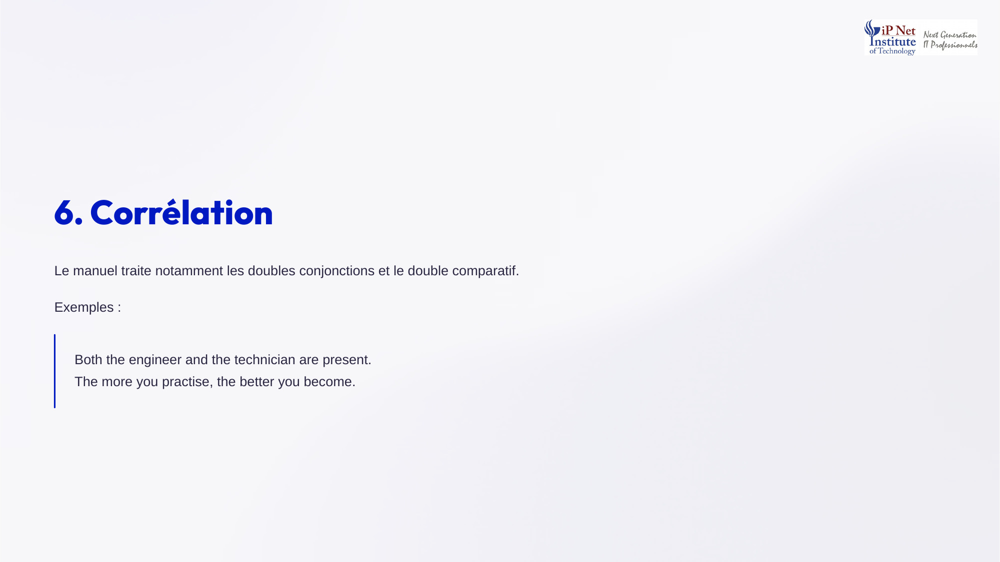 iP Net
Institute
of Technology
Next Generation
IT Professionnels
6. Corrélation
Le manuel traite notamment les doubles conjonctions et le double comparatif.
Exemples :
Both the engineer and the technician are present.
The more you practise, the better you become.